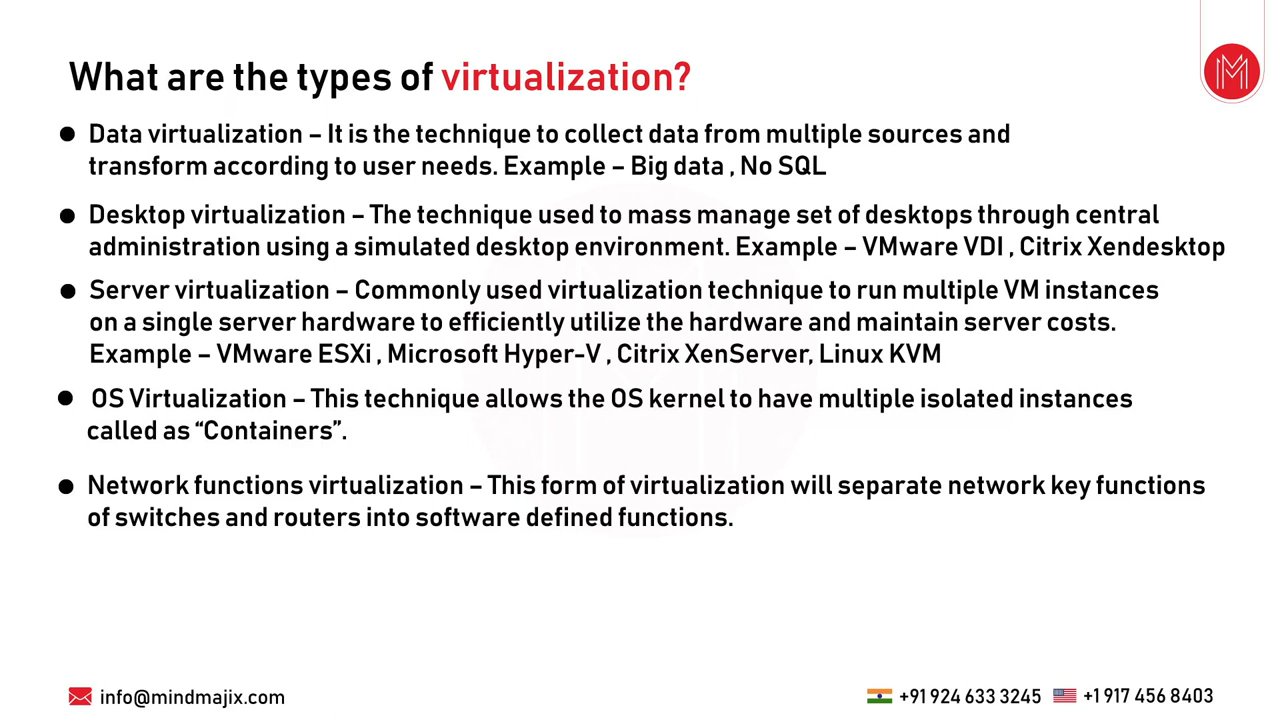 What are the types of virtualization?
● Data virtualization – It is the technique to collect data from multiple sources and
transform according to user needs. Example – Big data , No SQL
● Desktop virtualization – The technique used to mass manage set of desktops through central
administration using a simulated desktop environment. Example – VMware VDI , Citrix Xendesktop
● Server virtualization – Commonly used virtualization technique to run multiple VM instances
on a single server hardware to efficiently utilize the hardware and maintain server costs.
Example – VMware ESXi , Microsoft Hyper-V , Citrix XenServer, Linux KVM
● OS Virtualization – This technique allows the OS kernel to have multiple isolated instances
called as “Containers”.
● Network functions virtualization – This form of virtualization will separate network key functions
of switches and routers into software defined functions.
info@mindmajix.com +91 924 633 3245 +1 917 456 8403